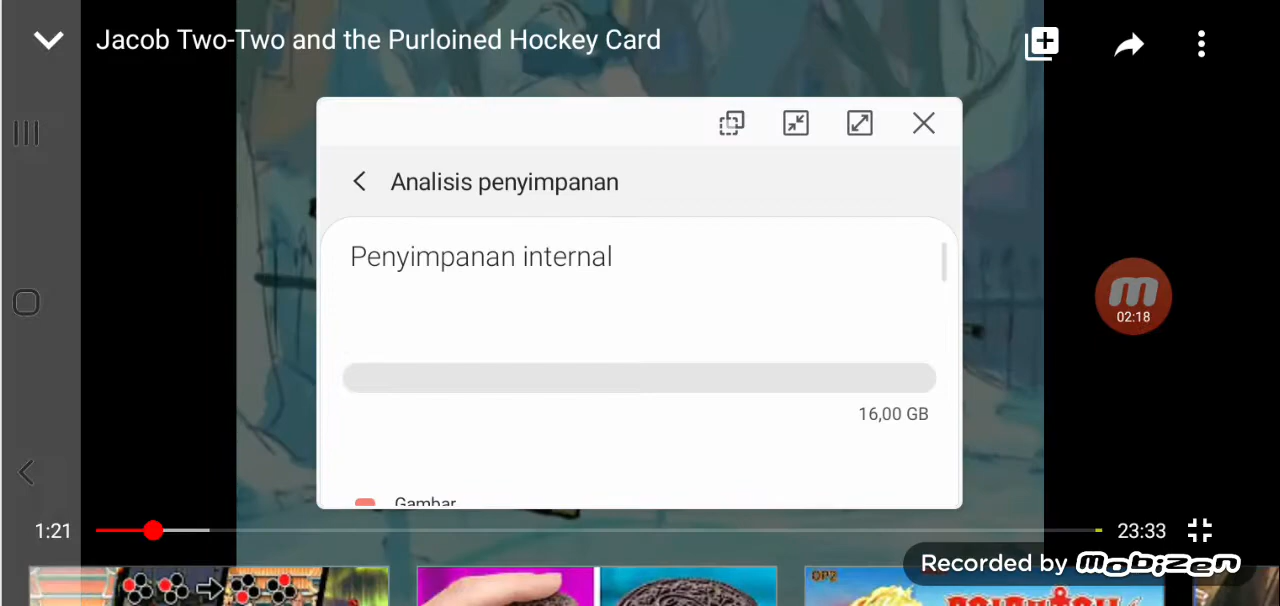 Jacob Two-Two and the Purloined Hockey Card
Analisis penyimpanan
Penyimpanan internal
02:18
16,00 GB
Gambar
1:21
23:33
Recorded by mobizen
OP2